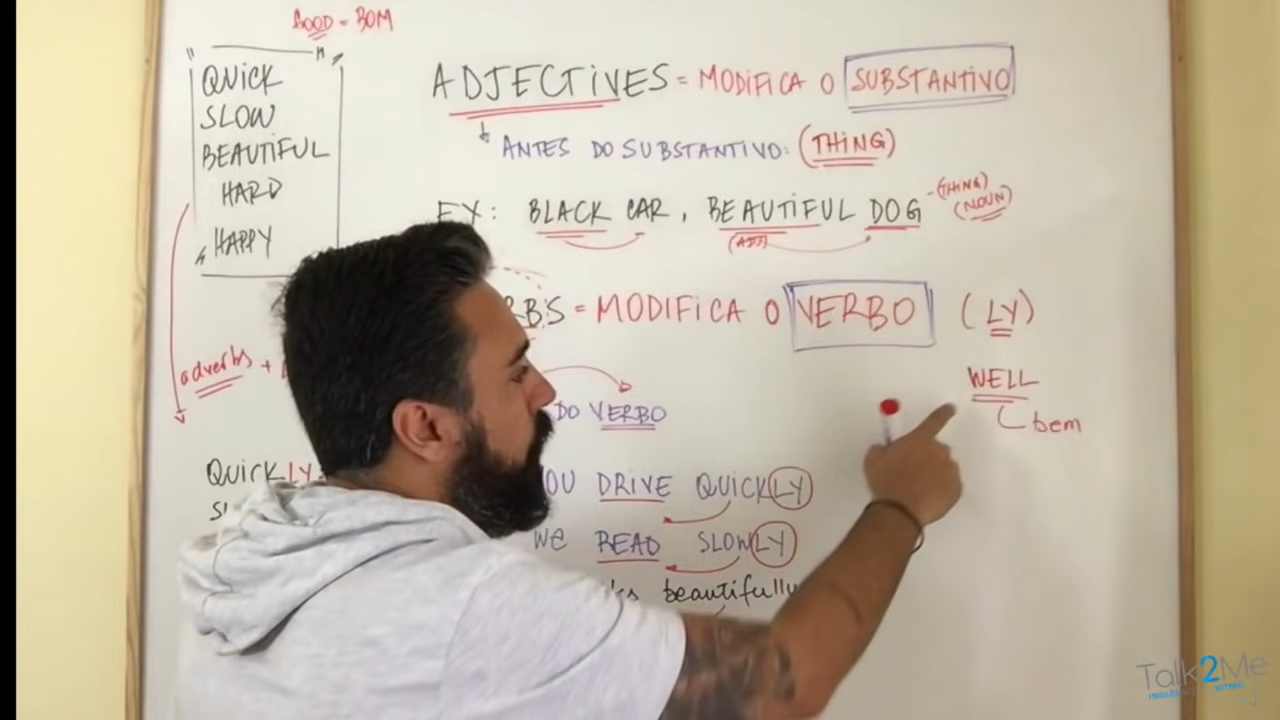 GOOD = BOM
QUICK
SLOW
BEAUTIFUL
HARD
HAPPY
adverbs +
QUICKLY
ADJECTIVES = MODIFICA O SUBSTANTIVO
ANTES DO SUBSTANTIVO: (THING)
EX: BLACK CAR, BEAUTIFUL DOG
(THING)
(NOUN)
(ADJ)
RBS = MODIFICA O VERBO (LY)
WELL
bem
DO VERBO
OU DRIVE QUICKLY
WE READ SLOWLY
beautifully
Talk2Me